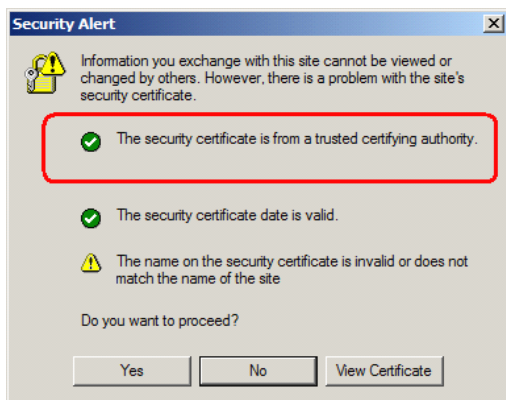 Security Alert
Information you exchange with this site cannot be viewed or
changed by others. However, there is a problem with the site's
security certificate.
The security certificate is from a trusted certifying authority.
The security certificate date is valid.
The name on the security certificate is invalid or does not
match the name of the site
Do you want to proceed?
Yes
No
View Certificate